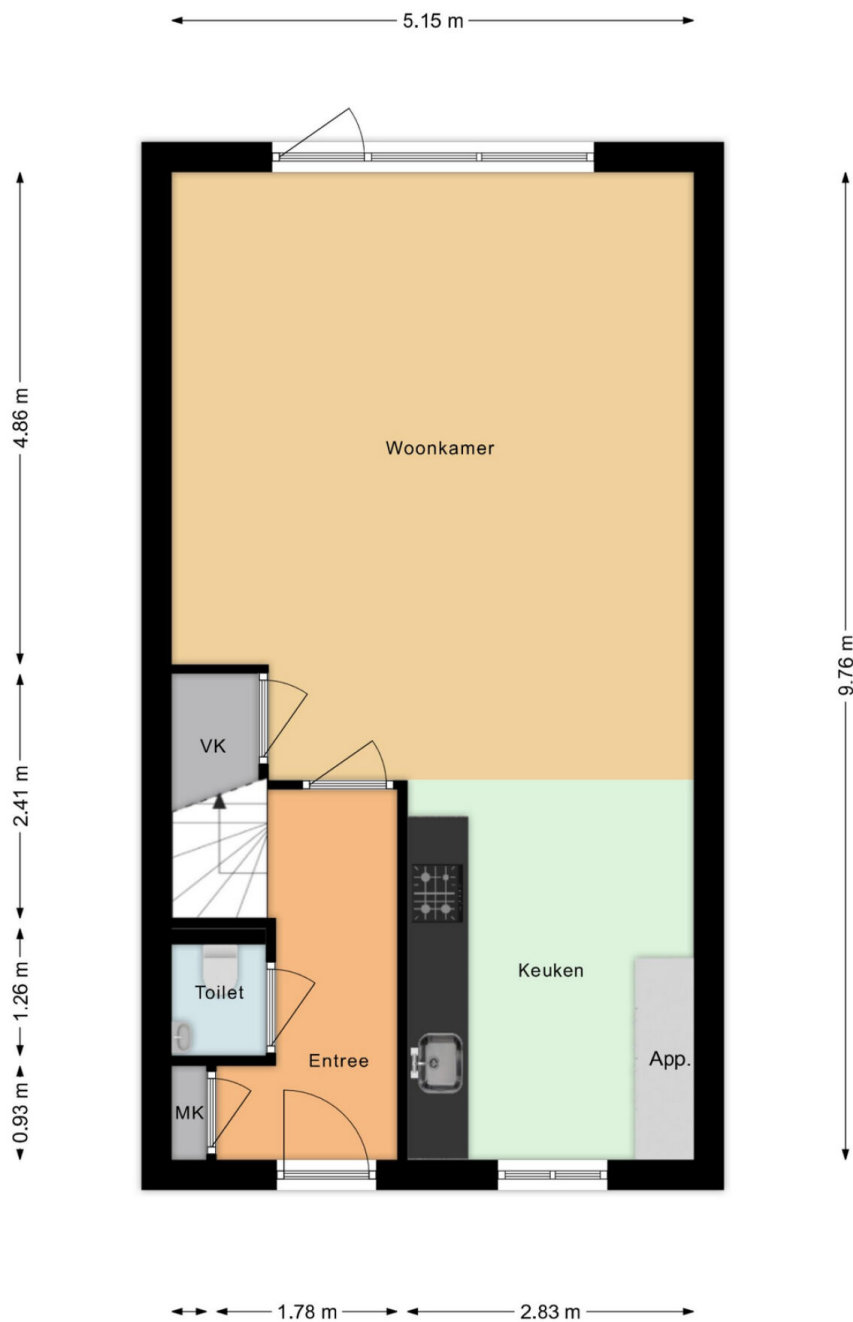 5.15 m
4.86 m
Woonkamer
9.76 m
VK
2.41 m
Keuken
Toilet
1.26 m
Entree
App.
MK
0.93 m
1.78 m
2.83 m